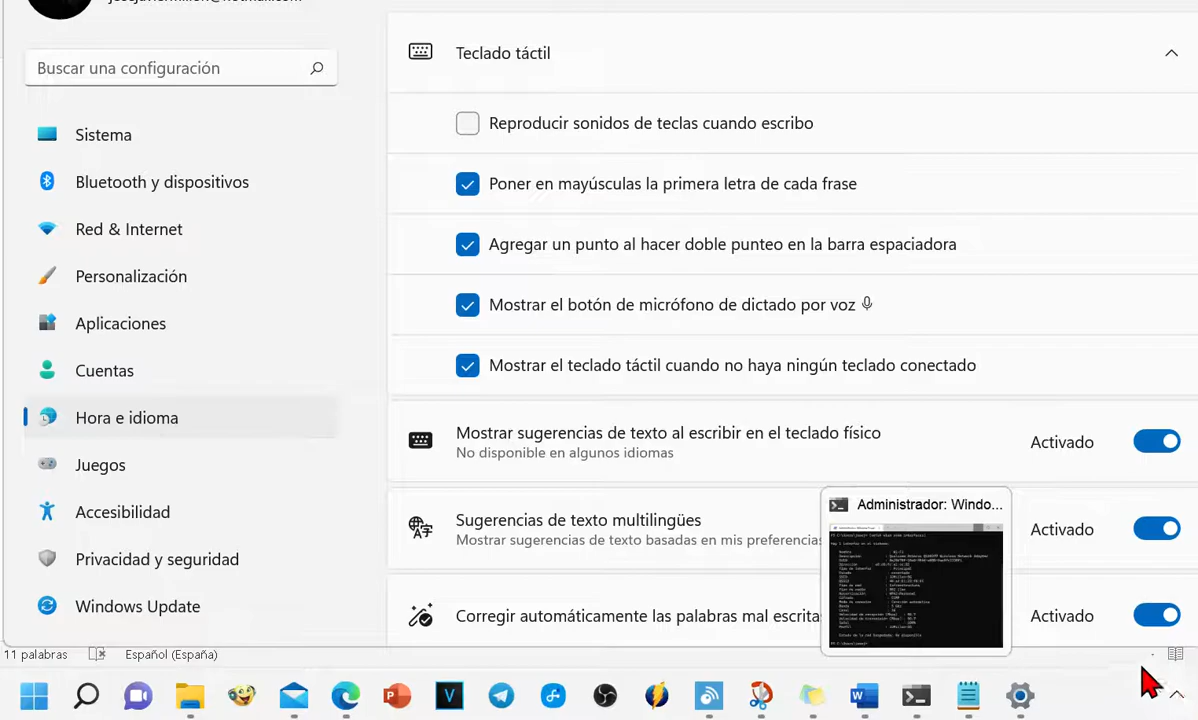 Buscar una configuración
Sistema
Bluetooth y dispositivos
Red & Internet
Personalización
Aplicaciones
Cuentas
Hora e idioma
Juegos
Accesibilidad
Privacidad y seguridad
Windows Update
Teclado táctil
Reproducir sonidos de teclas cuando escribo
Poner en mayúsculas la primera letra de cada frase
Agregar un punto al hacer doble punteo en la barra espaciadora
Mostrar el botón de micrófono de dictado por voz
Mostrar el teclado táctil cuando no haya ningún teclado conectado
Mostrar sugerencias de texto al escribir en el teclado físico
No disponible en algunos idiomas
Activado
Sugerencias de texto multilingües
Mostrar sugerencias de texto basadas en mis preferencias
Activado
Corregir automáticamente las palabras mal escrita
Activado
Administrador: Windo...
11 palabras
Español (España)